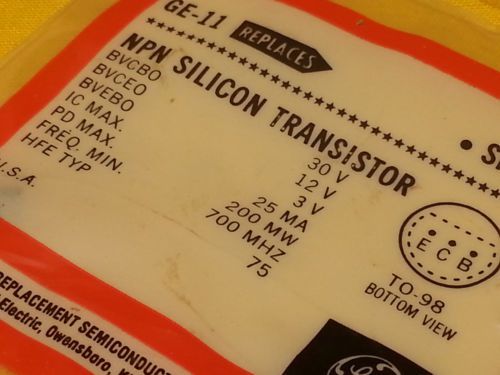 GE-11 REPLACES
NPN SILICON TRANSISTOR
BVCBO 30 V
BVCEO 12 V
BVEBO 3 V
IC MAX. 25 MA
PD MAX. 200 MW
FREQ. MIN. 700 MHZ
HFE TYP 75
E C B
TO-98
BOTTOM VIEW
U.S.A.
REPLACEMENT
Electric, Owensboro,